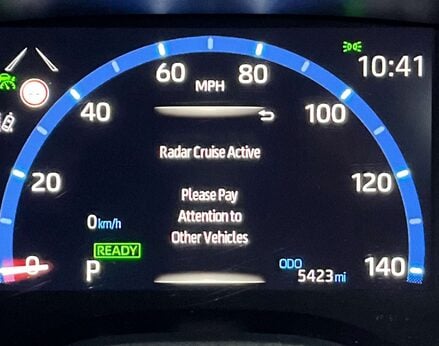 60
MPH
80
10:41
40
100
Radar Cruise Active
20
120
Please Pay
Attention to
Other Vehicles
0km/h
READY
0
P
ODO
5423mi
140